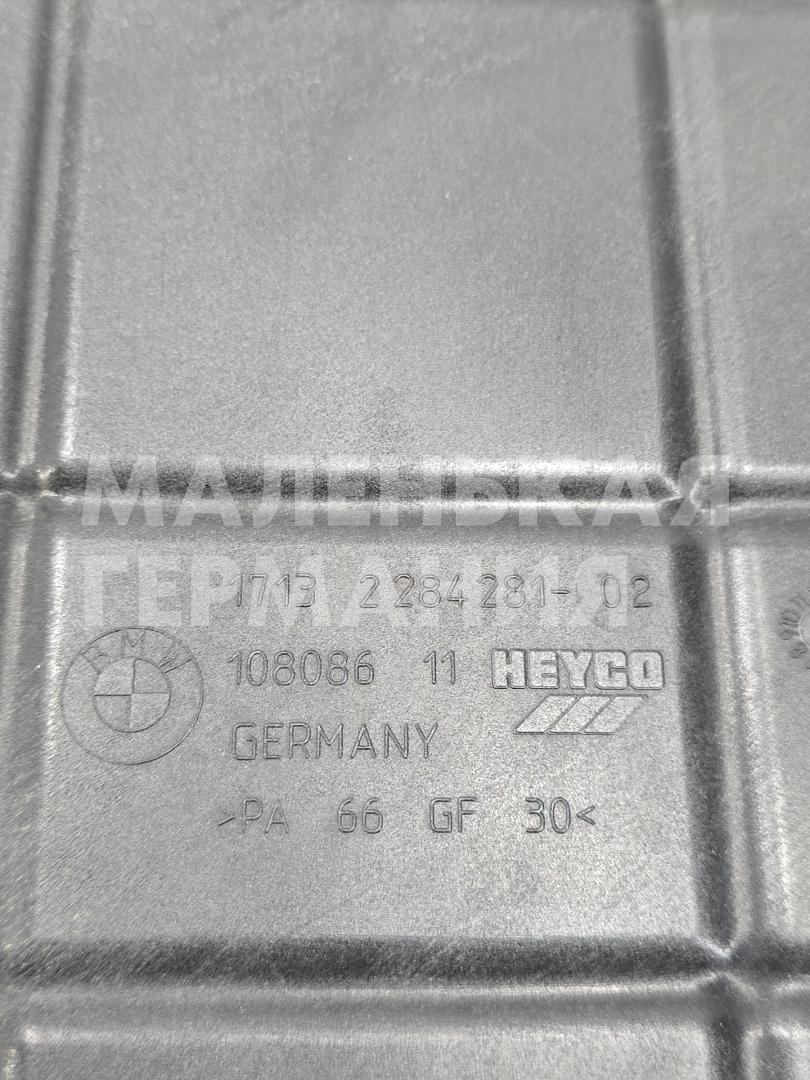 МАЛЕНЬКАЯ
ГЕРМАНИЯ
1713 2 284 281-02
BMW
108086 11 HEYCO
GERMANY
>PA 66 GF 30<